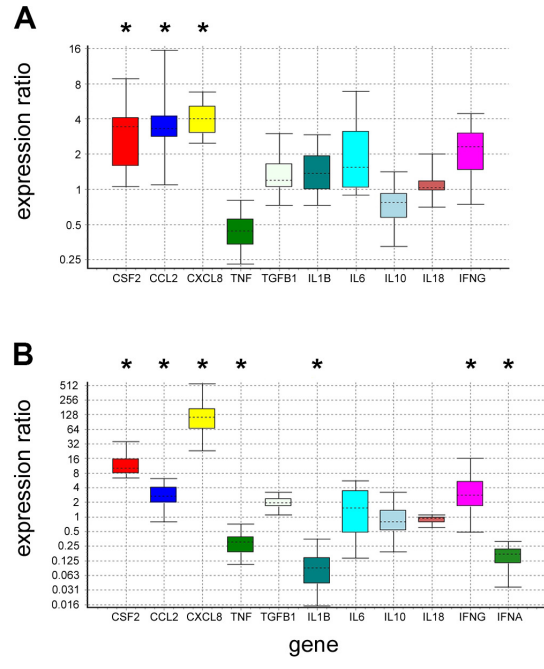 A
* * *
expression ratio
16
8
4
2
1
0.5
0.25
CSF2 CCL2 CXCL8 TNF TGFB1 IL1B IL6 IL10 IL18 IFNG
B
* * * * * * *
expression ratio
512
256
128
64
32
16
8
4
2
1
0.5
0.25
0.125
0.063
0.031
0.016
CSF2 CCL2 CXCL8 TNF TGFB1 IL1B IL6 IL10 IL18 IFNG IFNA
gene